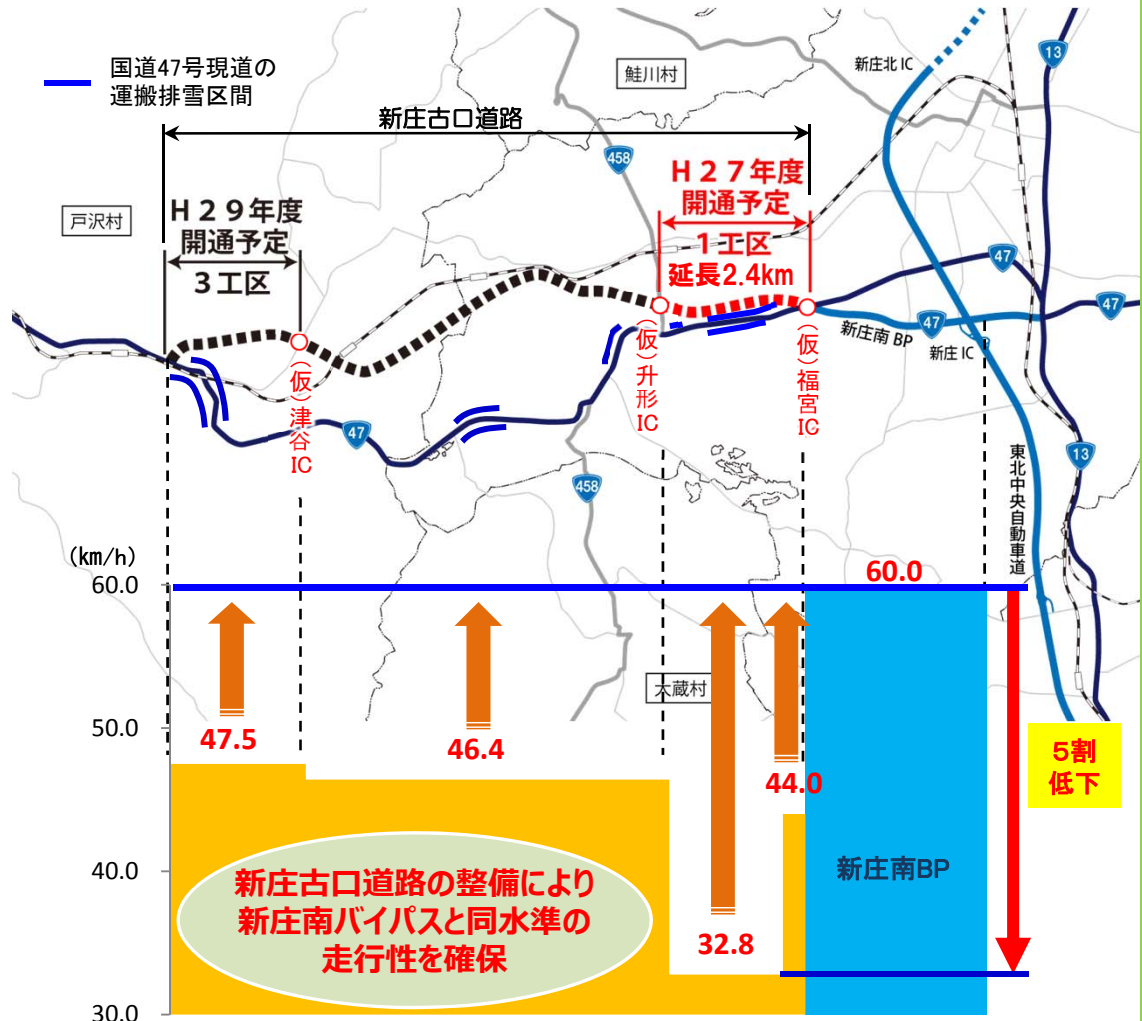 国道47号現道の
運搬排雪区間
鮭川村
新庄北 IC
13
新庄古口道路
458
戸沢村
H29年度
開通予定
3工区
H27年度
開通予定
1工区
延長2.4km
47
47
47
新庄南 BP
新庄 IC
(仮)津谷IC
(仮)升形IC
(仮)福宮IC
47
458
13
東北中央自動車道
(km/h)
60.0
60.0
50.0
47.5
46.4
大蔵村
44.0
5割
低下
40.0
新庄南BP
新庄古口道路の整備により
新庄南バイパスと同水準の
走行性を確保
32.8
30.0